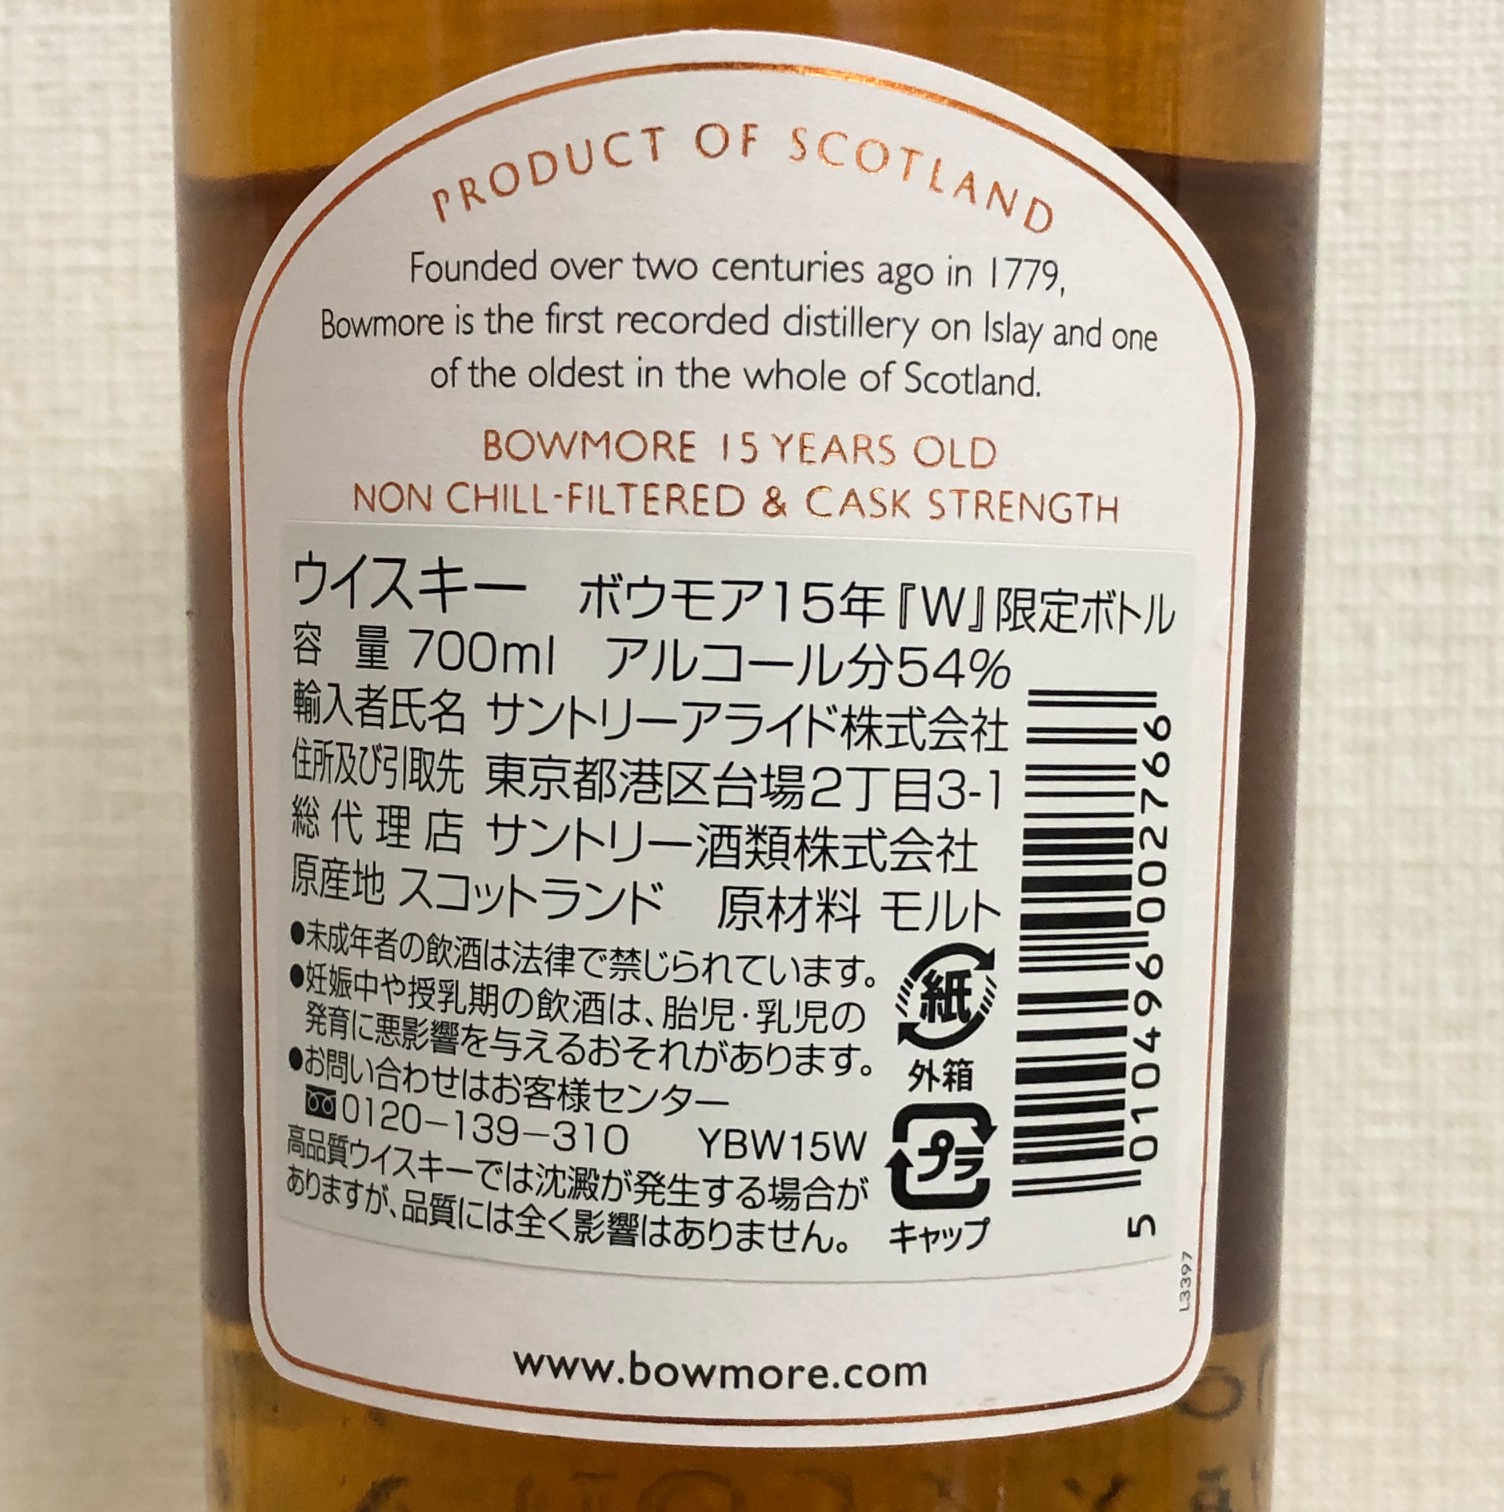 PRODUCT OF SCOTLAND
Founded over two centuries ago in 1779,
Bowmore is the first recorded distillery on Islay and one
of the oldest in the whole of Scotland.
BOWMORE 15 YEARS OLD
NON CHILL-FILTERED & CASK STRENGTH
ウイスキー ボウモア15年『W』限定ボトル
容量 700ml アルコール分54%
輸入者氏名 サントリーアライド株式会社
住所及び引取先 東京都港区台場2丁目3-1
総代理店 サントリー酒類株式会社
原産地 スコットランド 原材料 モルト
●未成年者の飲酒は法律で禁じられています。
●妊娠中や授乳期の飲酒は、胎児・乳児の
発育に悪影響を与えるおそれがあります。
●お問い合わせはお客様センター
0120-139-310 YBW15W
高品質ウイスキーでは沈澱が発生する場合が
ありますが、品質には全く影響はありません。
紙
外箱
プラ
キャップ
5 010496 002766
L3397
www.bowmore.com